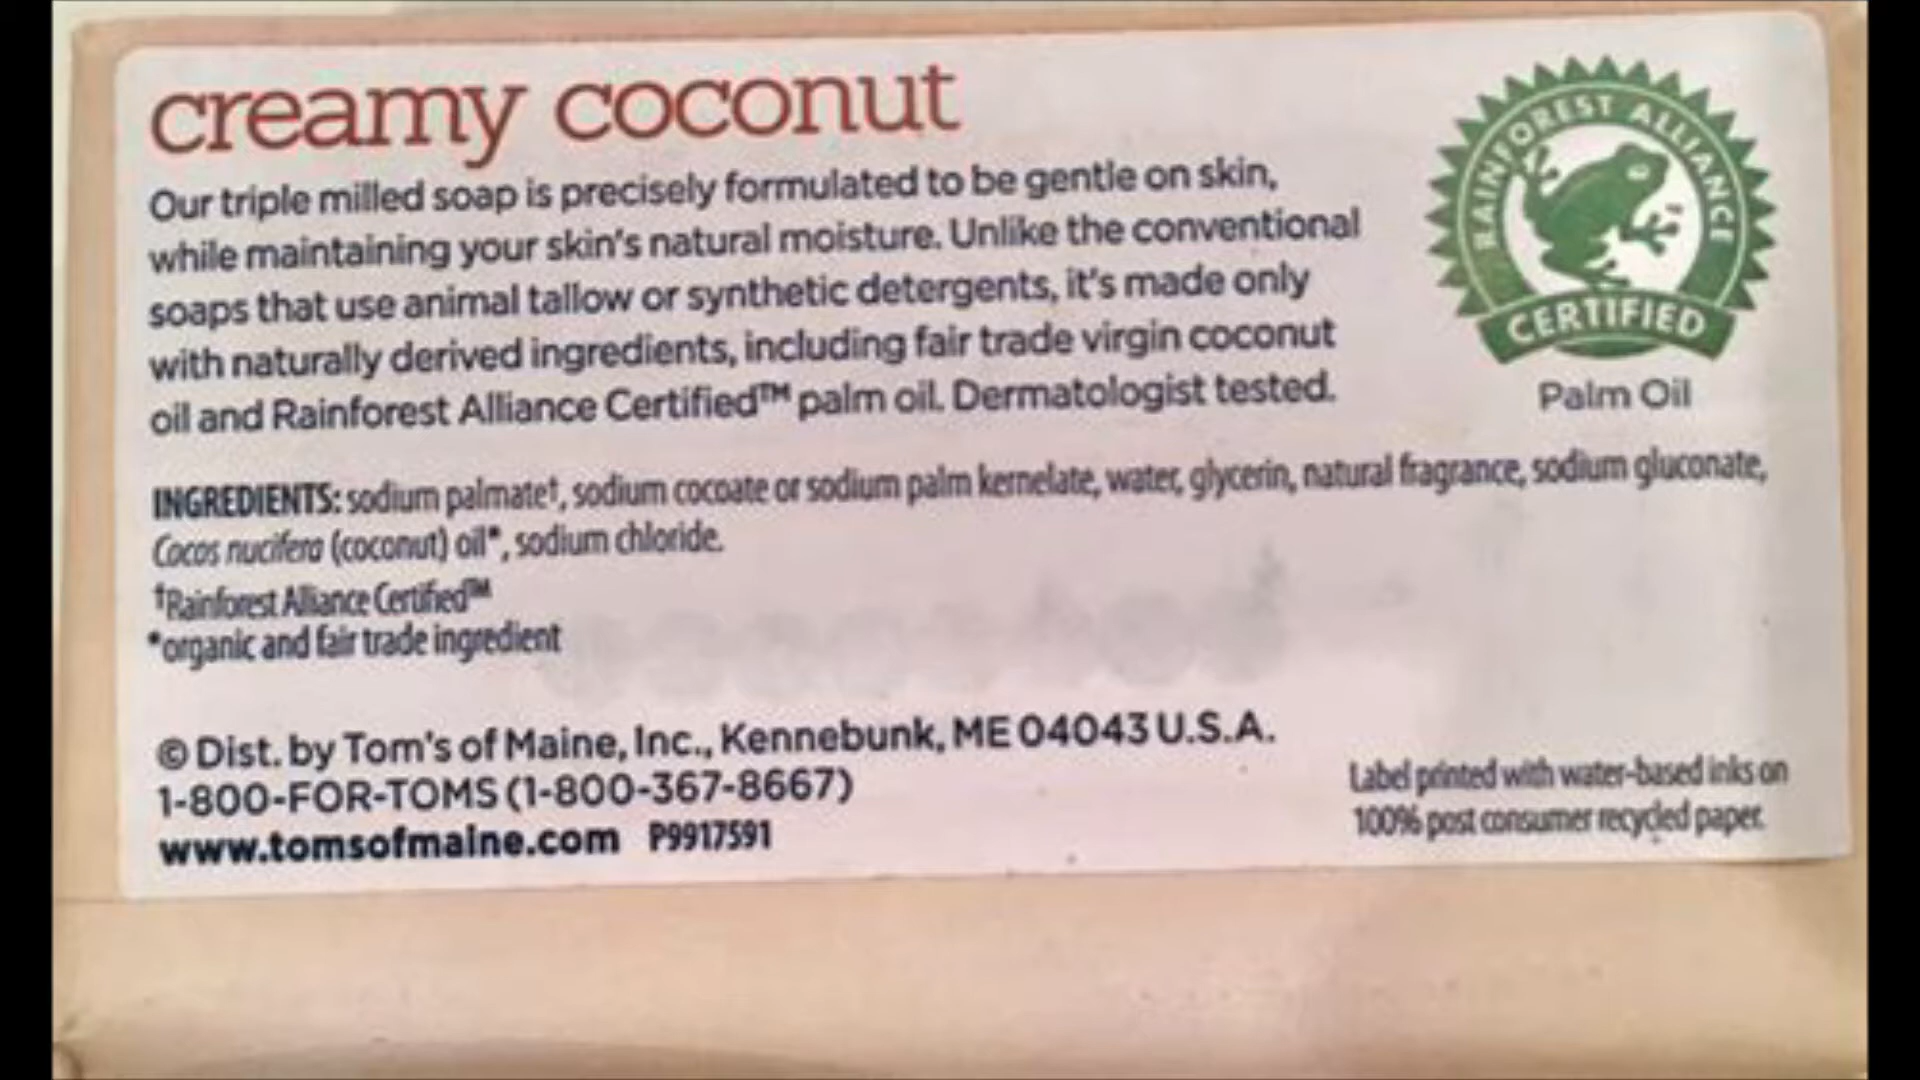 creamy coconut
Our triple milled soap is precisely formulated to be gentle on skin,
while maintaining your skin's natural moisture. Unlike the conventional
soaps that use animal tallow or synthetic detergents, it's made only
with naturally derived ingredients, including fair trade virgin coconut
oil and Rainforest Alliance Certified™ palm oil. Dermatologist tested.
RAINFOREST ALLIANCE
CERTIFIED
Palm Oil
INGREDIENTS: sodium palmate†, sodium cocoate or sodium palm kernelate, water, glycerin, natural fragrance, sodium gluconate,
Cocos nucifera (coconut) oil*, sodium chloride.
†Rainforest Alliance Certified™
*organic and fair trade ingredient
© Dist. by Tom's of Maine, Inc., Kennebunk, ME 04043 U.S.A.
1-800-FOR-TOMS (1-800-367-8667)
www.tomsofmaine.com P9917591
Label printed with water-based inks on
100% post consumer recycled paper.